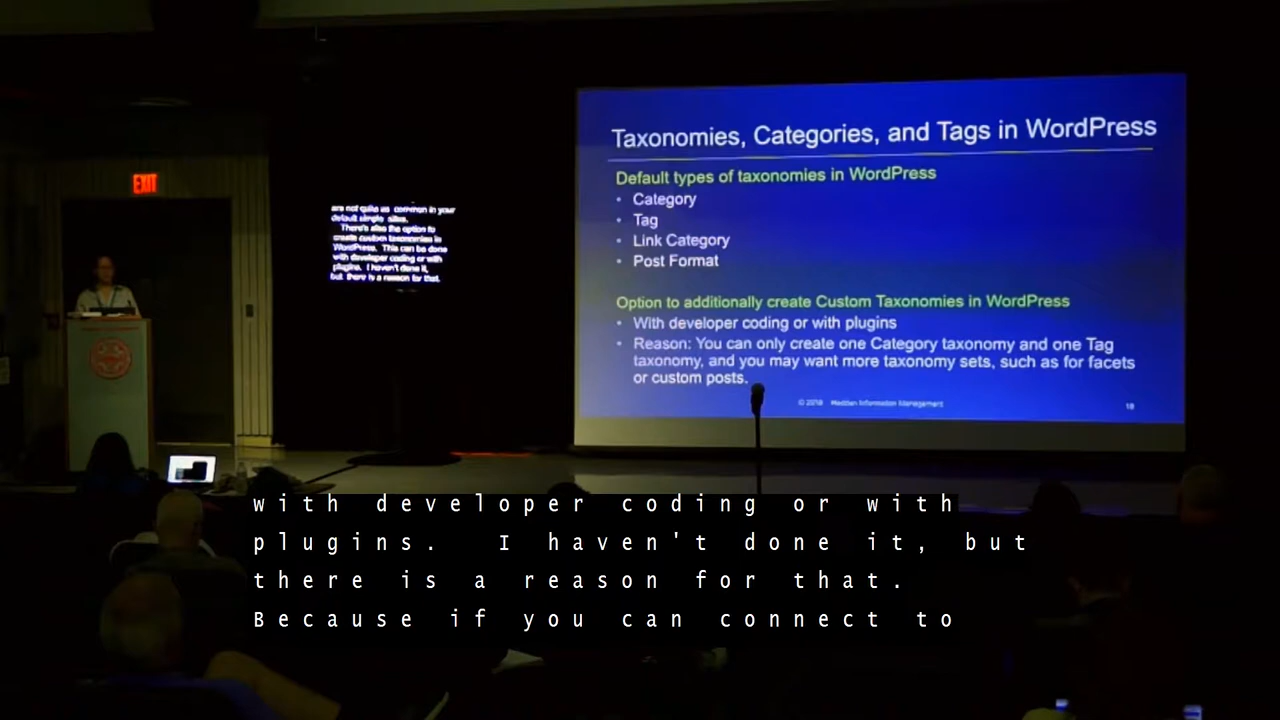 EXIT
are not quite as common in your
default simple sites.
There's also the option to
create custom taxonomies in
WordPress. This can be done
with developer coding or with
plugins. I haven't done it,
but there is a reason for that.
Taxonomies, Categories, and Tags in WordPress
Default types of taxonomies in WordPress
• Category
• Tag
• Link Category
• Post Format
Option to additionally create Custom Taxonomies in WordPress
• With developer coding or with plugins
• Reason: You can only create one Category taxonomy and one Tag
taxonomy, and you may want more taxonomy sets, such as for facets
or custom posts.
© Information Management
18
with developer coding or with
plugins. I haven't done it, but
there is a reason for that.
Because if you can connect to